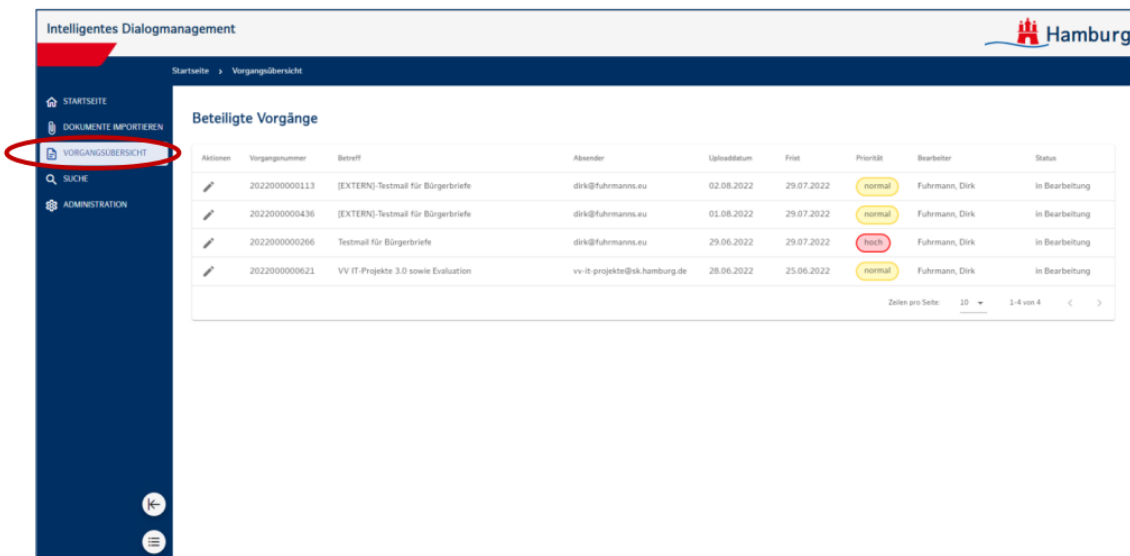 Intelligentes Dialogmanagement
Hamburg
Startseite > Vorgangsübersicht
STARTSEITE
DOKUMENTE IMPORTIEREN
VORGANGSÜBERSICHT
SUCHE
ADMINISTRATION
Beteiligte Vorgänge
Aktionen Vorgangsnummer Betreff Absender Uploaddatum Frist Priorität Bearbeiter Status
2022000000113 [EXTERN]-Testmail für Bürgerbriefe dirk@fuhrmanns.eu 02.08.2022 29.07.2022 normal Fuhrmann, Dirk in Bearbeitung
2022000000436 [EXTERN]-Testmail für Bürgerbriefe dirk@fuhrmanns.eu 01.08.2022 29.07.2022 normal Fuhrmann, Dirk in Bearbeitung
2022000000266 Testmail für Bürgerbriefe dirk@fuhrmanns.eu 29.06.2022 29.07.2022 hoch Fuhrmann, Dirk in Bearbeitung
2022000000621 VV IT-Projekte 3.0 sowie Evaluation vv-it-projekte@sk.hamburg.de 28.06.2022 25.06.2022 normal Fuhrmann, Dirk in Bearbeitung
Zeilen pro Seite: 10 1-4 von 4